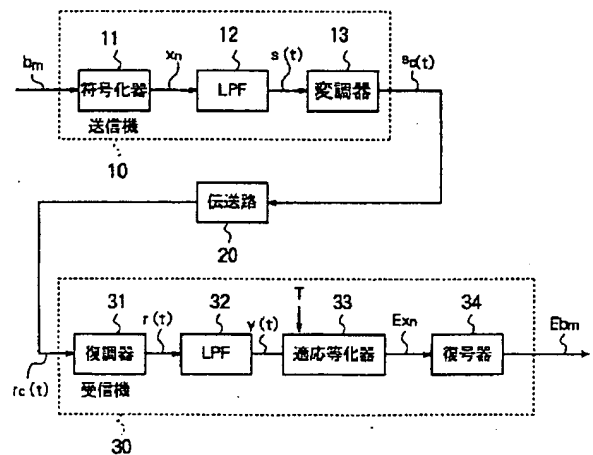 11
12
13
bm
xn
s(t)
sc(t)
符号化器
LPF
変調器
送信機
10
伝送路
20
31
32
T
33
34
r(t)
y(t)
Exn
Ebm
復調器
LPF
適応等化器
復号器
rc(t)
受信機
30